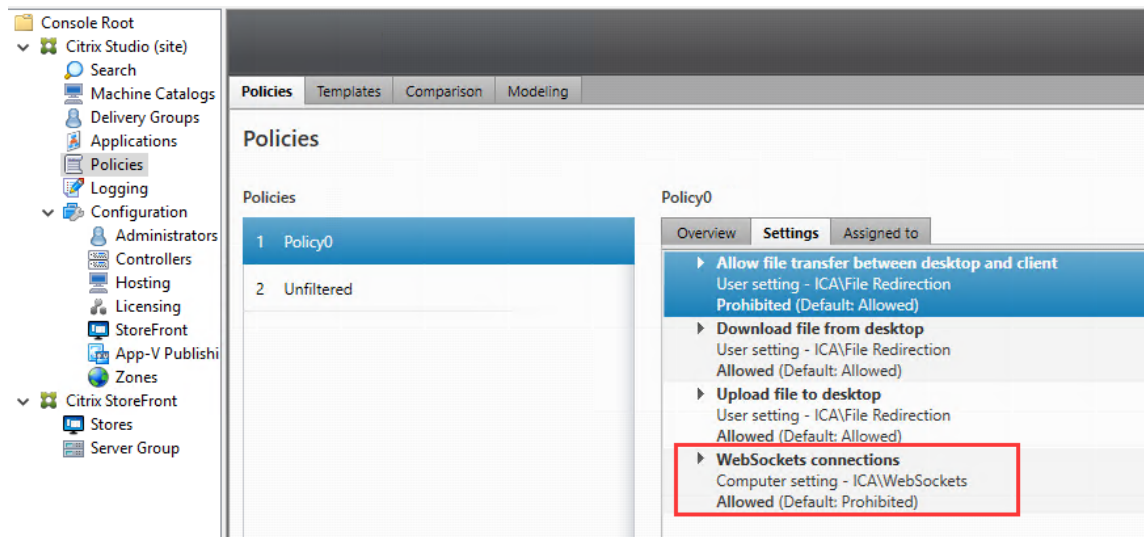 Console Root
Citrix Studio (site)
Search
Machine Catalogs
Delivery Groups
Applications
Policies
Logging
Configuration
Administrators
Controllers
Hosting
Licensing
StoreFront
App-V Publishi
Zones
Citrix StoreFront
Stores
Server Group
Policies Templates Comparison Modeling
Policies
Policies
1 Policy0
2 Unfiltered
Policy0
Overview Settings Assigned to
Allow file transfer between desktop and client
User setting - ICA\File Redirection
Prohibited (Default: Allowed)
Download file from desktop
User setting - ICA\File Redirection
Allowed (Default: Allowed)
Upload file to desktop
User setting - ICA\File Redirection
Allowed (Default: Allowed)
WebSockets connections
Computer setting - ICA\WebSockets
Allowed (Default: Prohibited)